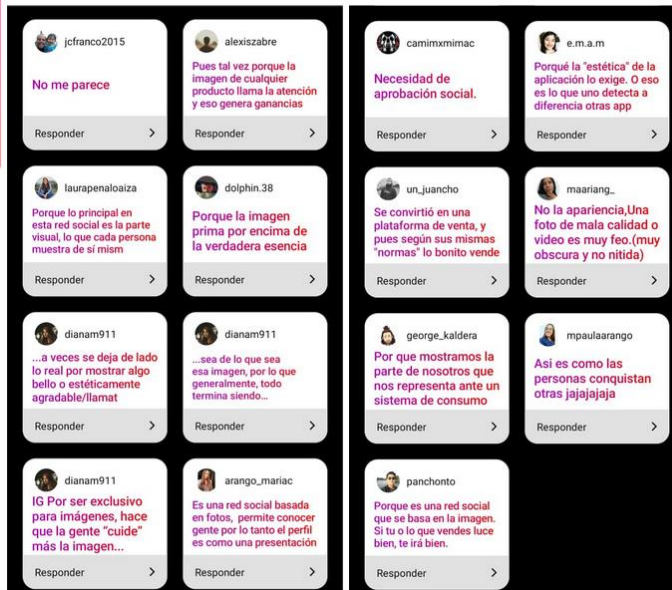 jcfranco2015
No me parece
Responder
alexiszabre
Pues tal vez porque la
imagen de cualquier
producto llama la atención
y eso genera ganancias
Responder
laurapenaloaiza
Porque lo principal en
esta red social es la parte
visual, lo que cada persona
muestra de sí mism
Responder
dolphin.38
Porque la imagen
prima por encima de
la verdadera esencia
Responder
dianam911
...a veces se deja de lado
lo real por mostrar algo
bello o estéticamente
agradable/llamat
Responder
dianam911
...sea de lo que sea
esa imagen, por lo que
generalmente, todo
termina siendo...
Responder
dianam911
IG Por ser exclusivo
para imágenes, hace
que la gente “cuide”
más la imagen...
Responder
arango_mariac
Es una red social basada
en fotos, permite conocer
gente por lo tanto el perfil
es como una presentación
Responder
camimxmimac
Necesidad de
aprobación social.
Responder
e.m.a.m
Porqué la "estética" de la
aplicación lo exige. O eso
es lo que uno detecta a
diferencia otras app
Responder
un_juancho
Se convirtió en una
plataforma de venta, y
pues según sus mismas
"normas" lo bonito vende
Responder
maariang_
No la apariencia,Una
foto de mala calidad o
video es muy feo.(muy
obscura y no nitida)
Responder
george_kaldera
Por que mostramos la
parte de nosotros que
nos representa ante un
sistema de consumo
Responder
mpaulaarango
Asi es como las
personas conquistan
otras jajajajaja
Responder
panchonto
Porque es una red social
que se basa en la imagen.
Si tu o lo que vendes luce
bien, te irá bien.
Responder